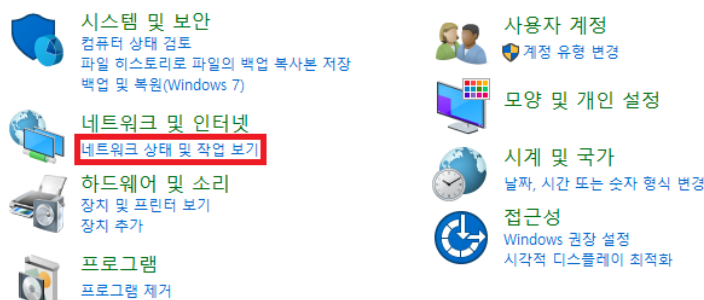 시스템 및 보안
컴퓨터 상태 검토
파일 히스토리로 파일의 백업 복사본 저장
백업 및 복원(Windows 7)
네트워크 및 인터넷
네트워크 상태 및 작업 보기
하드웨어 및 소리
장치 및 프린터 보기
장치 추가
프로그램
프로그램 제거
사용자 계정
계정 유형 변경
모양 및 개인 설정
시계 및 국가
날짜, 시간 또는 숫자 형식 변경
접근성
Windows 권장 설정
시각적 디스플레이 최적화